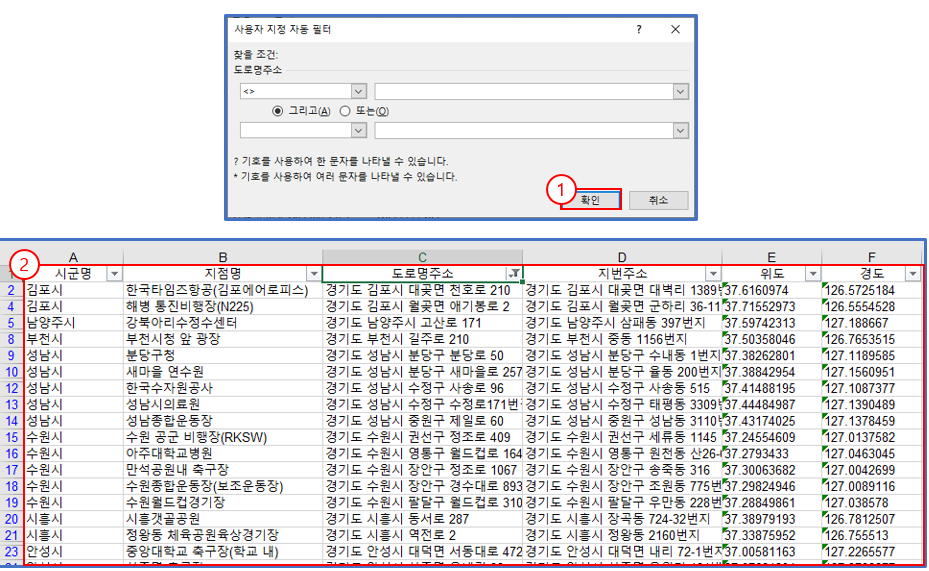 사용자 지정 자동 필터 ? ×
찾을 조건:
도로명주소
<>
그리고(A) 또는(O)
? 기호를 사용하여 한 문자를 나타낼 수 있습니다.
* 기호를 사용하여 여러 문자를 나타낼 수 있습니다.
1 확인 취소
2
A B C D E F
1 시군명 지점명 도로명주소 지번주소 위도 경도
2 김포시 한국타임즈항공(김포에어로피스) 경기도 김포시 대곶면 천호로 210 경기도 김포시 대곶면 대벽리 1389번 37.6160974 126.5725184
4 김포시 해병 통진비행장(N225) 경기도 김포시 월곶면 애기봉로 2 경기도 김포시 월곶면 군하리 36-11 37.71552973 126.5554528
5 남양주시 강북아리수정수센터 경기도 남양주시 고산로 171 경기도 남양주시 삼패동 397번지 37.59742313 127.188667
8 부천시 부천시청 앞 광장 경기도 부천시 길주로 210 경기도 부천시 중동 1156번지 37.50358046 126.7653515
9 성남시 분당구청 경기도 성남시 분당구 분당로 50 경기도 성남시 분당구 수내동 1번지 37.38262801 127.1189585
10 성남시 새마을 연수원 경기도 성남시 분당구 새마을로 257 경기도 성남시 분당구 율동 200번지 37.38842954 127.1560951
12 성남시 한국수자원공사 경기도 성남시 수정구 사송로 96 경기도 성남시 수정구 사송동 515 37.41488195 127.1087377
13 성남시 성남시의료원 경기도 성남시 수정구 수정로171번 경기도 성남시 수정구 태평동 3309번 37.44484987 127.1390489
14 성남시 성남종합운동장 경기도 성남시 중원구 제일로 60 경기도 성남시 중원구 성남동 3110번 37.43174025 127.1378459
15 수원시 수원 공군 비행장(RKSW) 경기도 수원시 권선구 정조로 409 경기도 수원시 권선구 세류동 1145 37.24554609 127.0137582
16 수원시 아주대학교병원 경기도 수원시 영통구 월드컵로 164 경기도 수원시 영통구 원천동 산26- 37.2793433 127.0463045
17 수원시 만석공원내 축구장 경기도 수원시 장안구 정조로 1067 경기도 수원시 장안구 송죽동 316 37.30063682 127.0042699
18 수원시 수원종합운동장(보조운동장) 경기도 수원시 장안구 경수대로 893 경기도 수원시 장안구 조원동 775번 37.29824946 127.0089116
19 수원시 수원월드컵경기장 경기도 수원시 팔달구 월드컵로 310 경기도 수원시 팔달구 우만동 228번 37.28849861 127.038578
20 시흥시 시흥갯골공원 경기도 시흥시 동서로 287 경기도 시흥시 장곡동 724-32번지 37.38979193 126.7812507
21 시흥시 정왕동 체육공원육상경기장 경기도 시흥시 역전로 2 경기도 시흥시 정왕동 2160번지 37.33875952 126.755513
23 안성시 중앙대학교 축구장(학교 내) 경기도 안성시 대덕면 서동대로 472 경기도 안성시 대덕면 내리 72-1번지 37.00581163 127.2265577